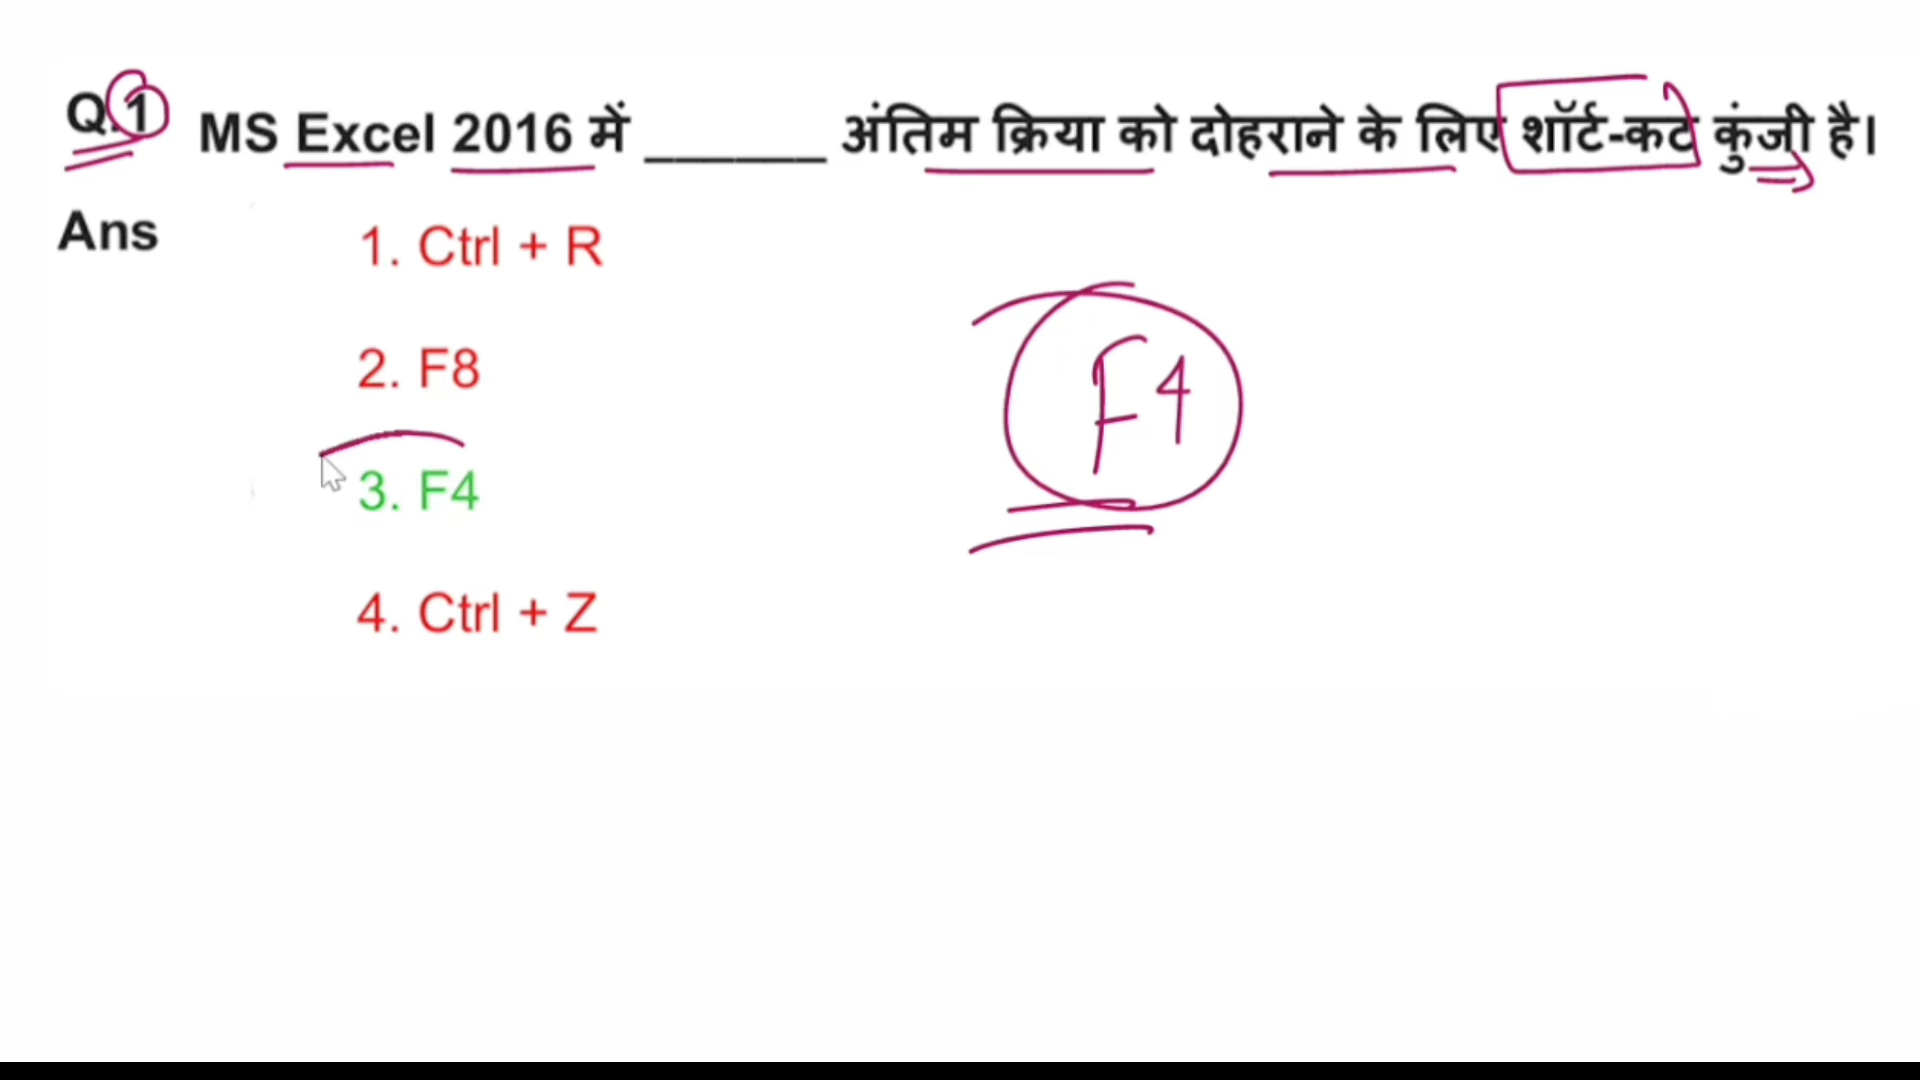 Q.1 MS Excel 2016 में ______ अंतिम क्रिया को दोहराने के लिए शॉर्ट-कट कुंजी है।
Ans
1. Ctrl + R
2. F8
F4
3. F4
4. Ctrl + Z